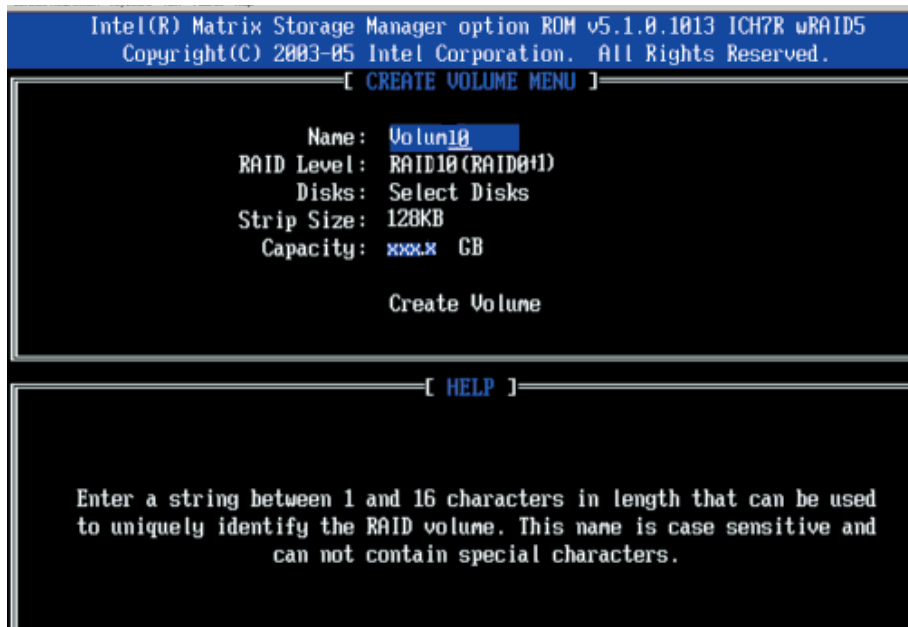 Intel(R) Matrix Storage Manager option ROM v5.1.0.1013 ICH7R wRAID5
Copyright(C) 2003-05 Intel Corporation. All Rights Reserved.
[ CREATE VOLUME MENU ]
Name: Volum10
RAID Level: RAID10(RAID0+1)
Disks: Select Disks
Strip Size: 128KB
Capacity: xxx.x GB
Create Volume
[ HELP ]
Enter a string between 1 and 16 characters in length that can be used
to uniquely identify the RAID volume. This name is case sensitive and
can not contain special characters.